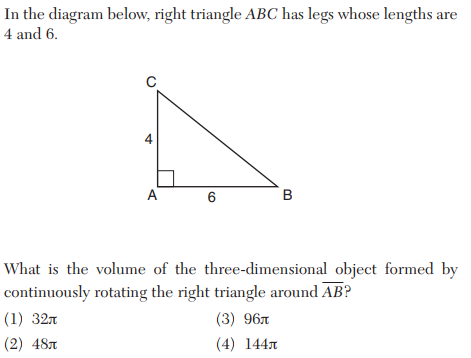 In the diagram below, right triangle ABC has legs whose lengths are
4 and 6.
C
4
A
6
B
What is the volume of the three-dimensional object formed by
continuously rotating the right triangle around A̅B̅?
(1) 32π
(3) 96π
(2) 48π
(4) 144π